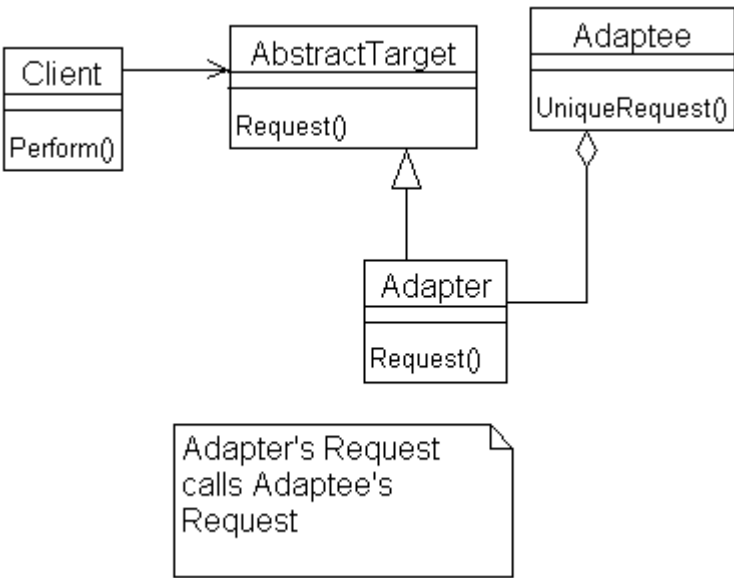 Client
Perform()
AbstractTarget
Request()
Adaptee
UniqueRequest()
Adapter
Request()
Adapter's Request
calls Adaptee's
Request